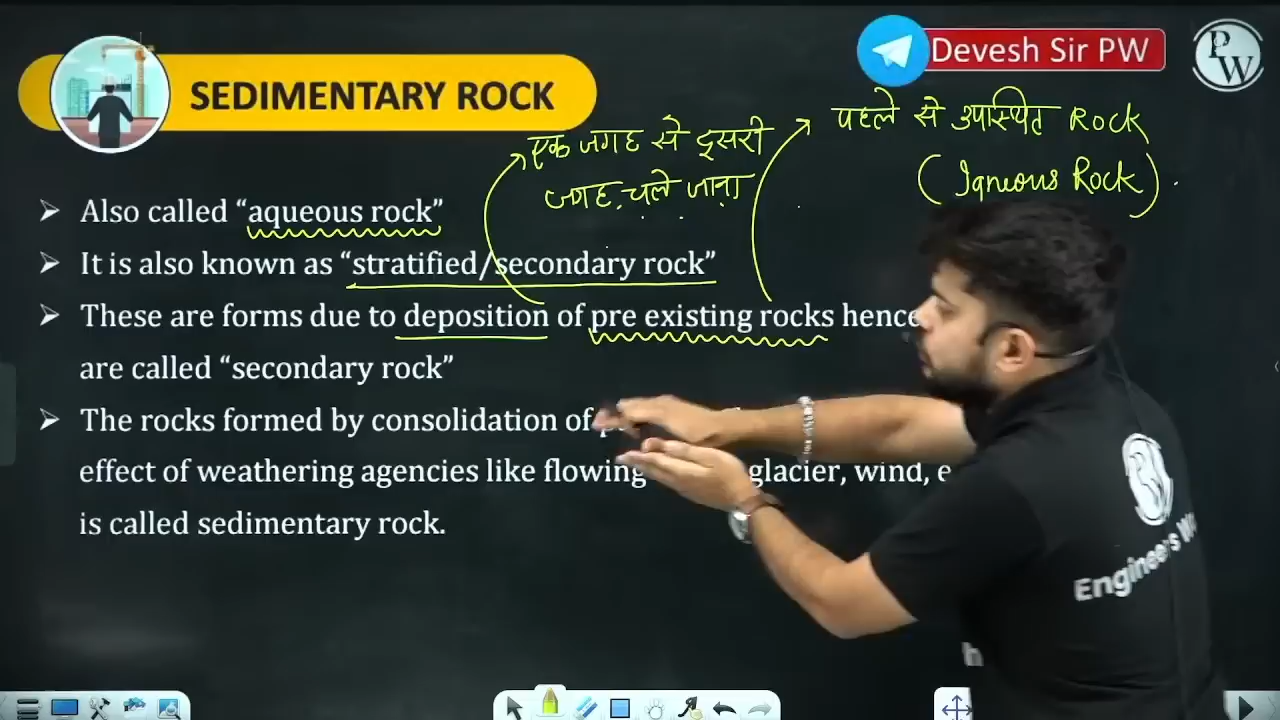 Devesh Sir PW
PW
SEDIMENTARY ROCK
एक जगह से दूसरी
जगह चले जाना
पहले से उपस्थित Rock
(Igneous Rock)
Also called “aqueous rock”
It is also known as “stratified/secondary rock”
These are forms due to deposition of pre existing rocks hence
are called “secondary rock”
The rocks formed by consolidation of
effect of weathering agencies like flowing glacier, wind,
is called sedimentary rock.